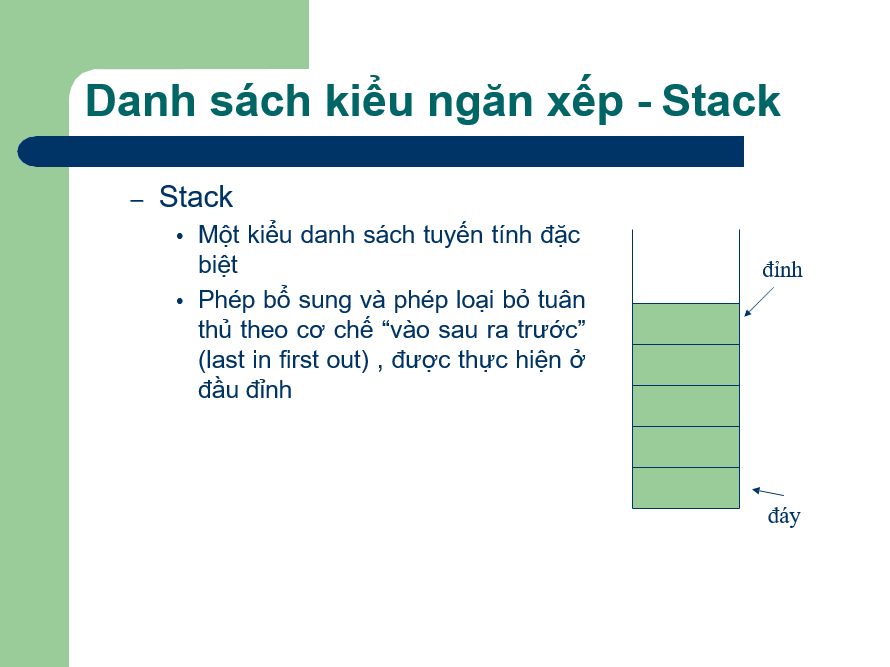 Danh sách kiểu ngăn xếp - Stack
– Stack
• Một kiểu danh sách tuyến tính đặc
biệt
• Phép bổ sung và phép loại bỏ tuân
thủ theo cơ chế “vào sau ra trước”
(last in first out) , được thực hiện ở
đầu đỉnh
đỉnh
đáy